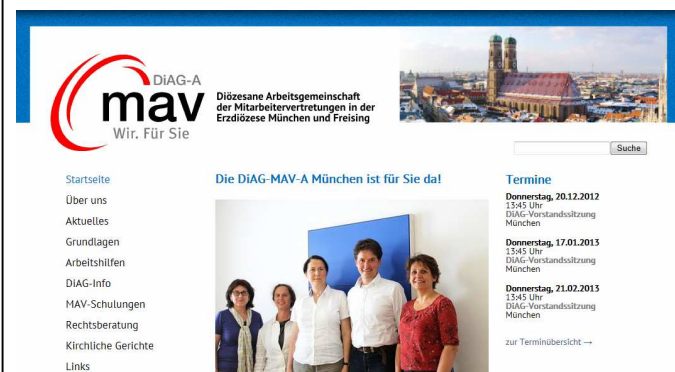 DiAG-A
mav
Wir. Für Sie
Diözesane Arbeitsgemeinschaft
der Mitarbeitervertretungen in der
Erzdiözese München und Freising
Suche
Startseite
Über uns
Aktuelles
Grundlagen
Arbeitshilfen
DiAG-Info
MAV-Schulungen
Rechtsberatung
Kirchliche Gerichte
Links
Die DiAG-MAV-A München ist für Sie da!
Termine
Donnerstag, 20.12.2012
13:45 Uhr
DiAG-Vorstandssitzung
München
Donnerstag, 17.01.2013
13:45 Uhr
DiAG-Vorstandssitzung
München
Donnerstag, 21.02.2013
13:45 Uhr
DiAG-Vorstandssitzung
München
zur Terminübersicht →